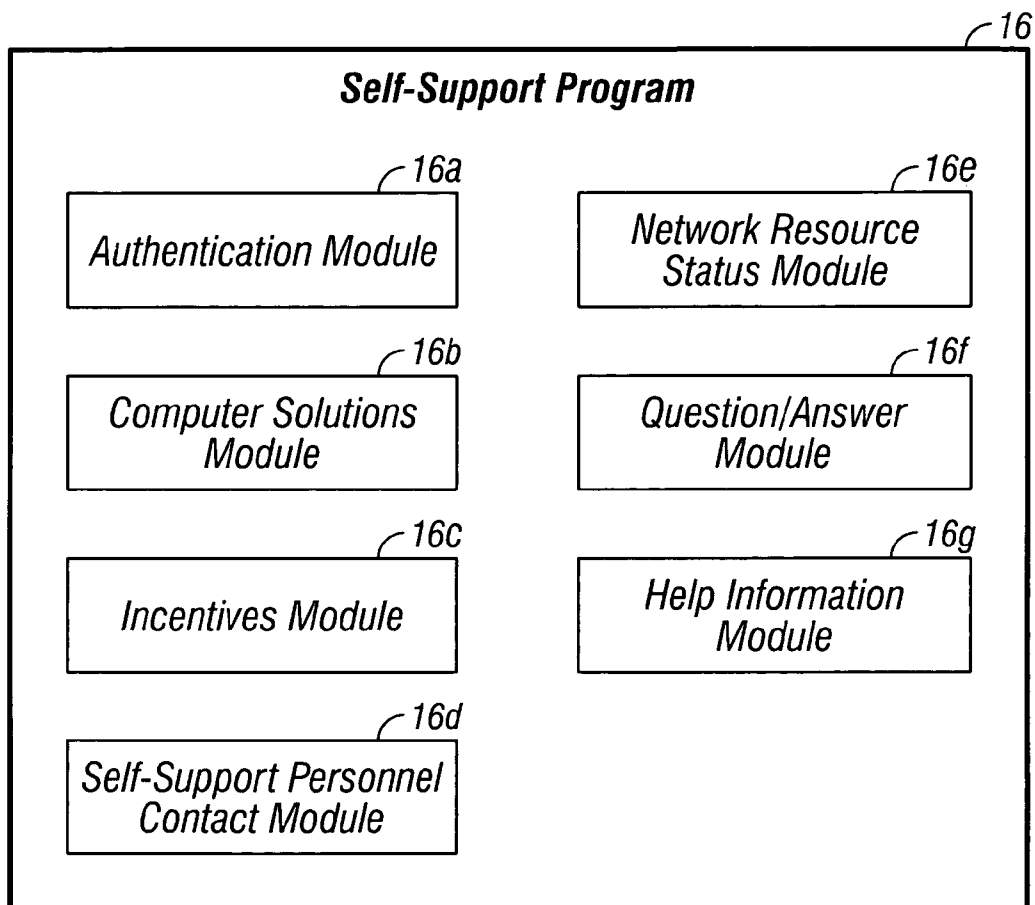 16
Self-Support Program
16a
Authentication Module
16b
Computer Solutions
Module
16c
Incentives Module
16d
Self-Support Personnel
Contact Module
16e
Network Resource
Status Module
16f
Question/Answer
Module
16g
Help Information
Module